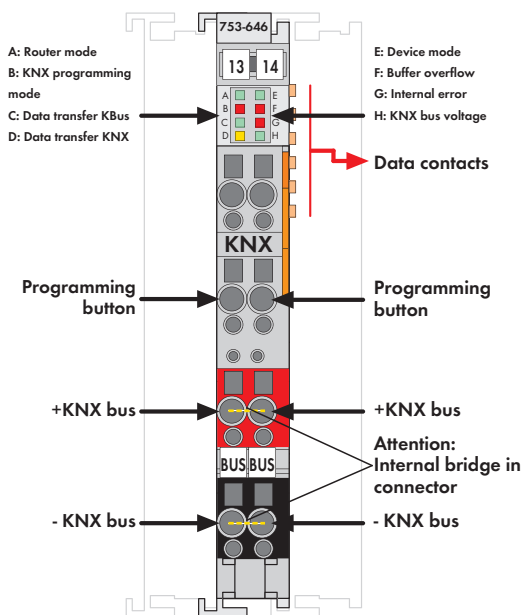 753-646
13 14
A: Router mode
B: KNX programming
mode
C: Data transfer KBus
D: Data transfer KNX
E: Device mode
F: Buffer overflow
G: Internal error
H: KNX bus voltage
A E
B F
C G
D H
Data contacts
KNX
Programming
button
Programming
button
+KNX bus
+KNX bus
Attention:
Internal bridge in
connector
BUS BUS
- KNX bus
- KNX bus